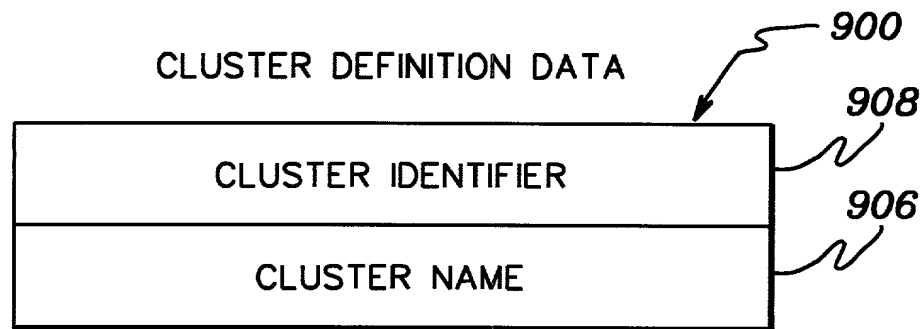 900
CLUSTER DEFINITION DATA
908
CLUSTER IDENTIFIER
906
CLUSTER NAME